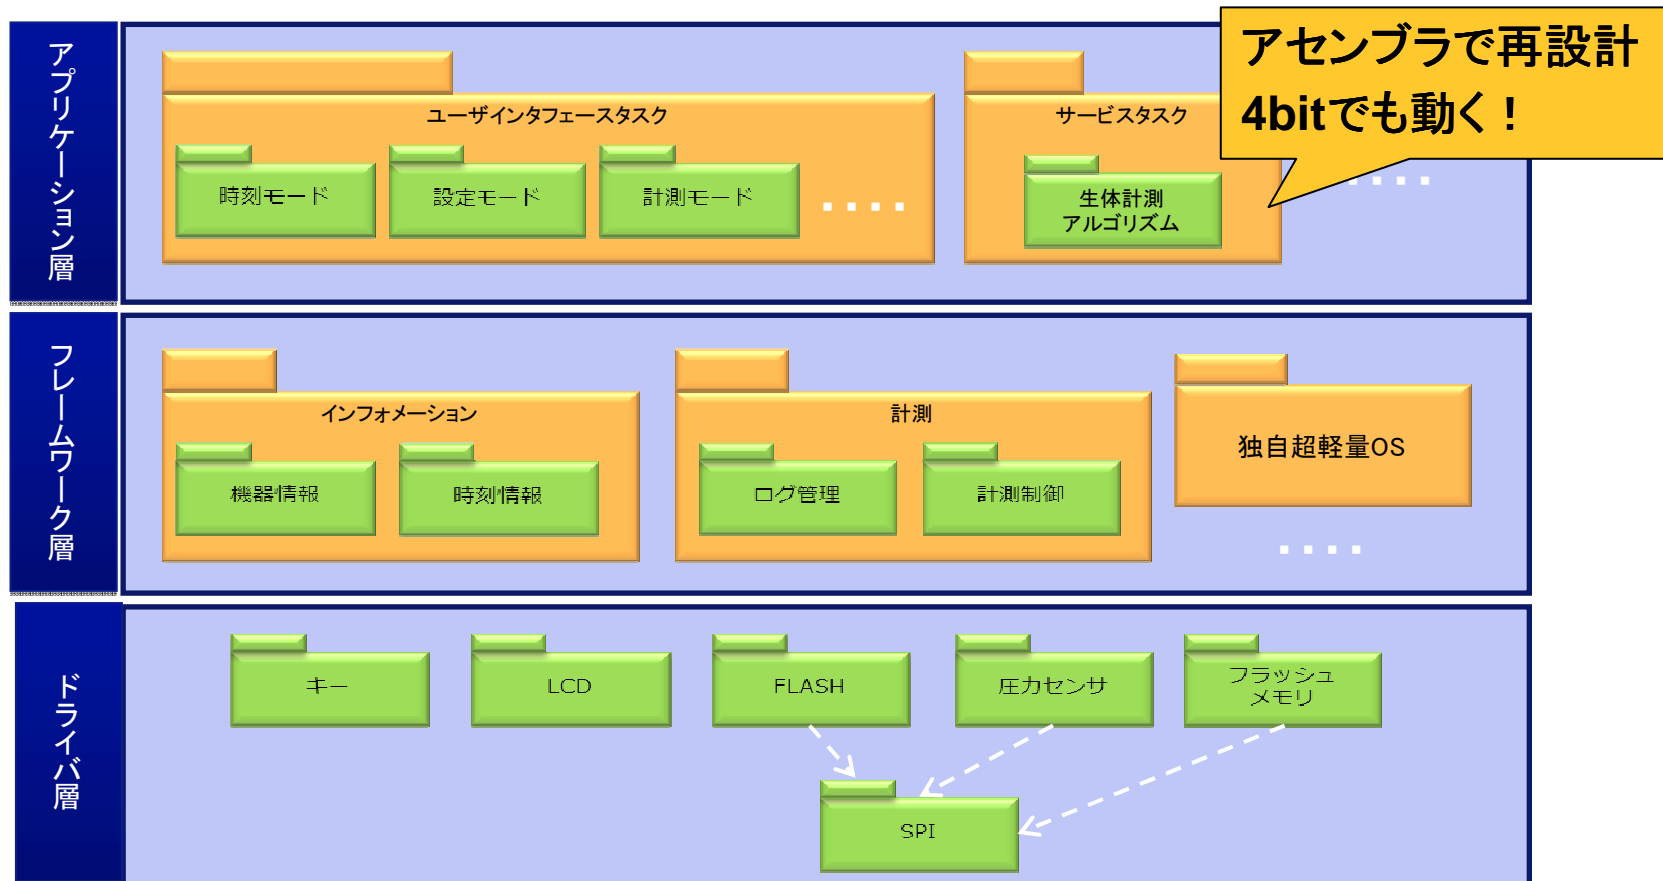 アプリケーション層
アセンブラで再設計
4bitでも動く！
ユーザインタフェースタスク
サービスタスク
時刻モード
設定モード
計測モード
....
生体計測
アルゴリズム
....
フレームワーク層
インフォメーション
計測
独自超軽量OS
機器情報
時刻情報
ログ管理
計測制御
....
ドライバ層
キー
LCD
FLASH
圧力センサ
フラッシュ
メモリ
SPI